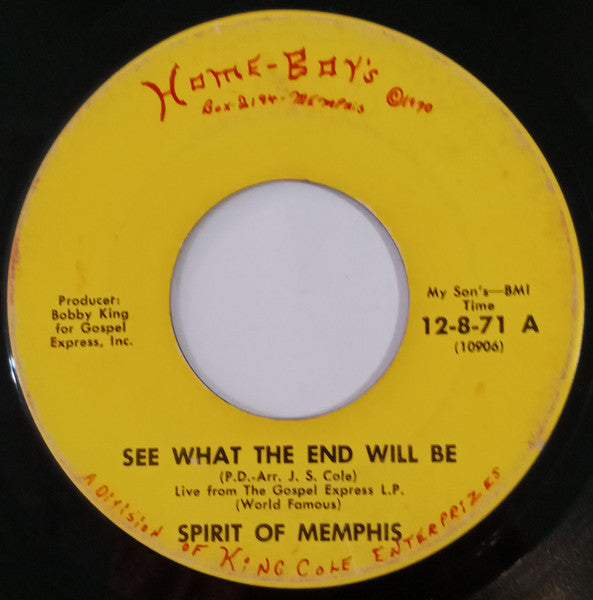 HOME-BOY'S
BOX 2194-MEMPHIS ©1970
Producer:
Bobby King
for Gospel
Express, Inc.
My Son's—BMI
Time
12-8-71 A
(10906)
SEE WHAT THE END WILL BE
(P.D.-Arr. J. S. Cole)
Live from The Gospel Express L.P.
(World Famous)
SPIRIT OF MEMPHIS
A DIVISION OF KING COLE ENTERPRIZES